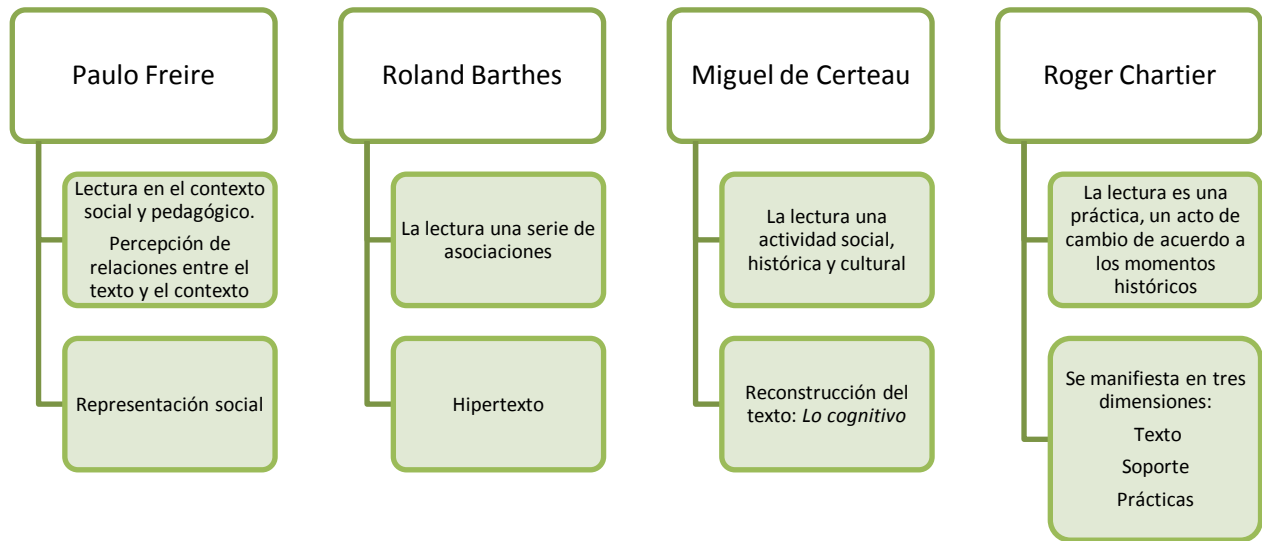 Paulo Freire
Lectura en el contexto
social y pedagógico.
Percepción de
relaciones entre el
texto y el contexto
Representación social
Roland Barthes
La lectura una serie de
asociaciones
Hipertexto
Miguel de Certeau
La lectura una
actividad social,
histórica y cultural
Reconstrucción del
texto: Lo cognitivo
Roger Chartier
La lectura es una
práctica, un acto de
cambio de acuerdo a
los momentos
históricos
Se manifiesta en tres
dimensiones:
Texto
Soporte
Prácticas